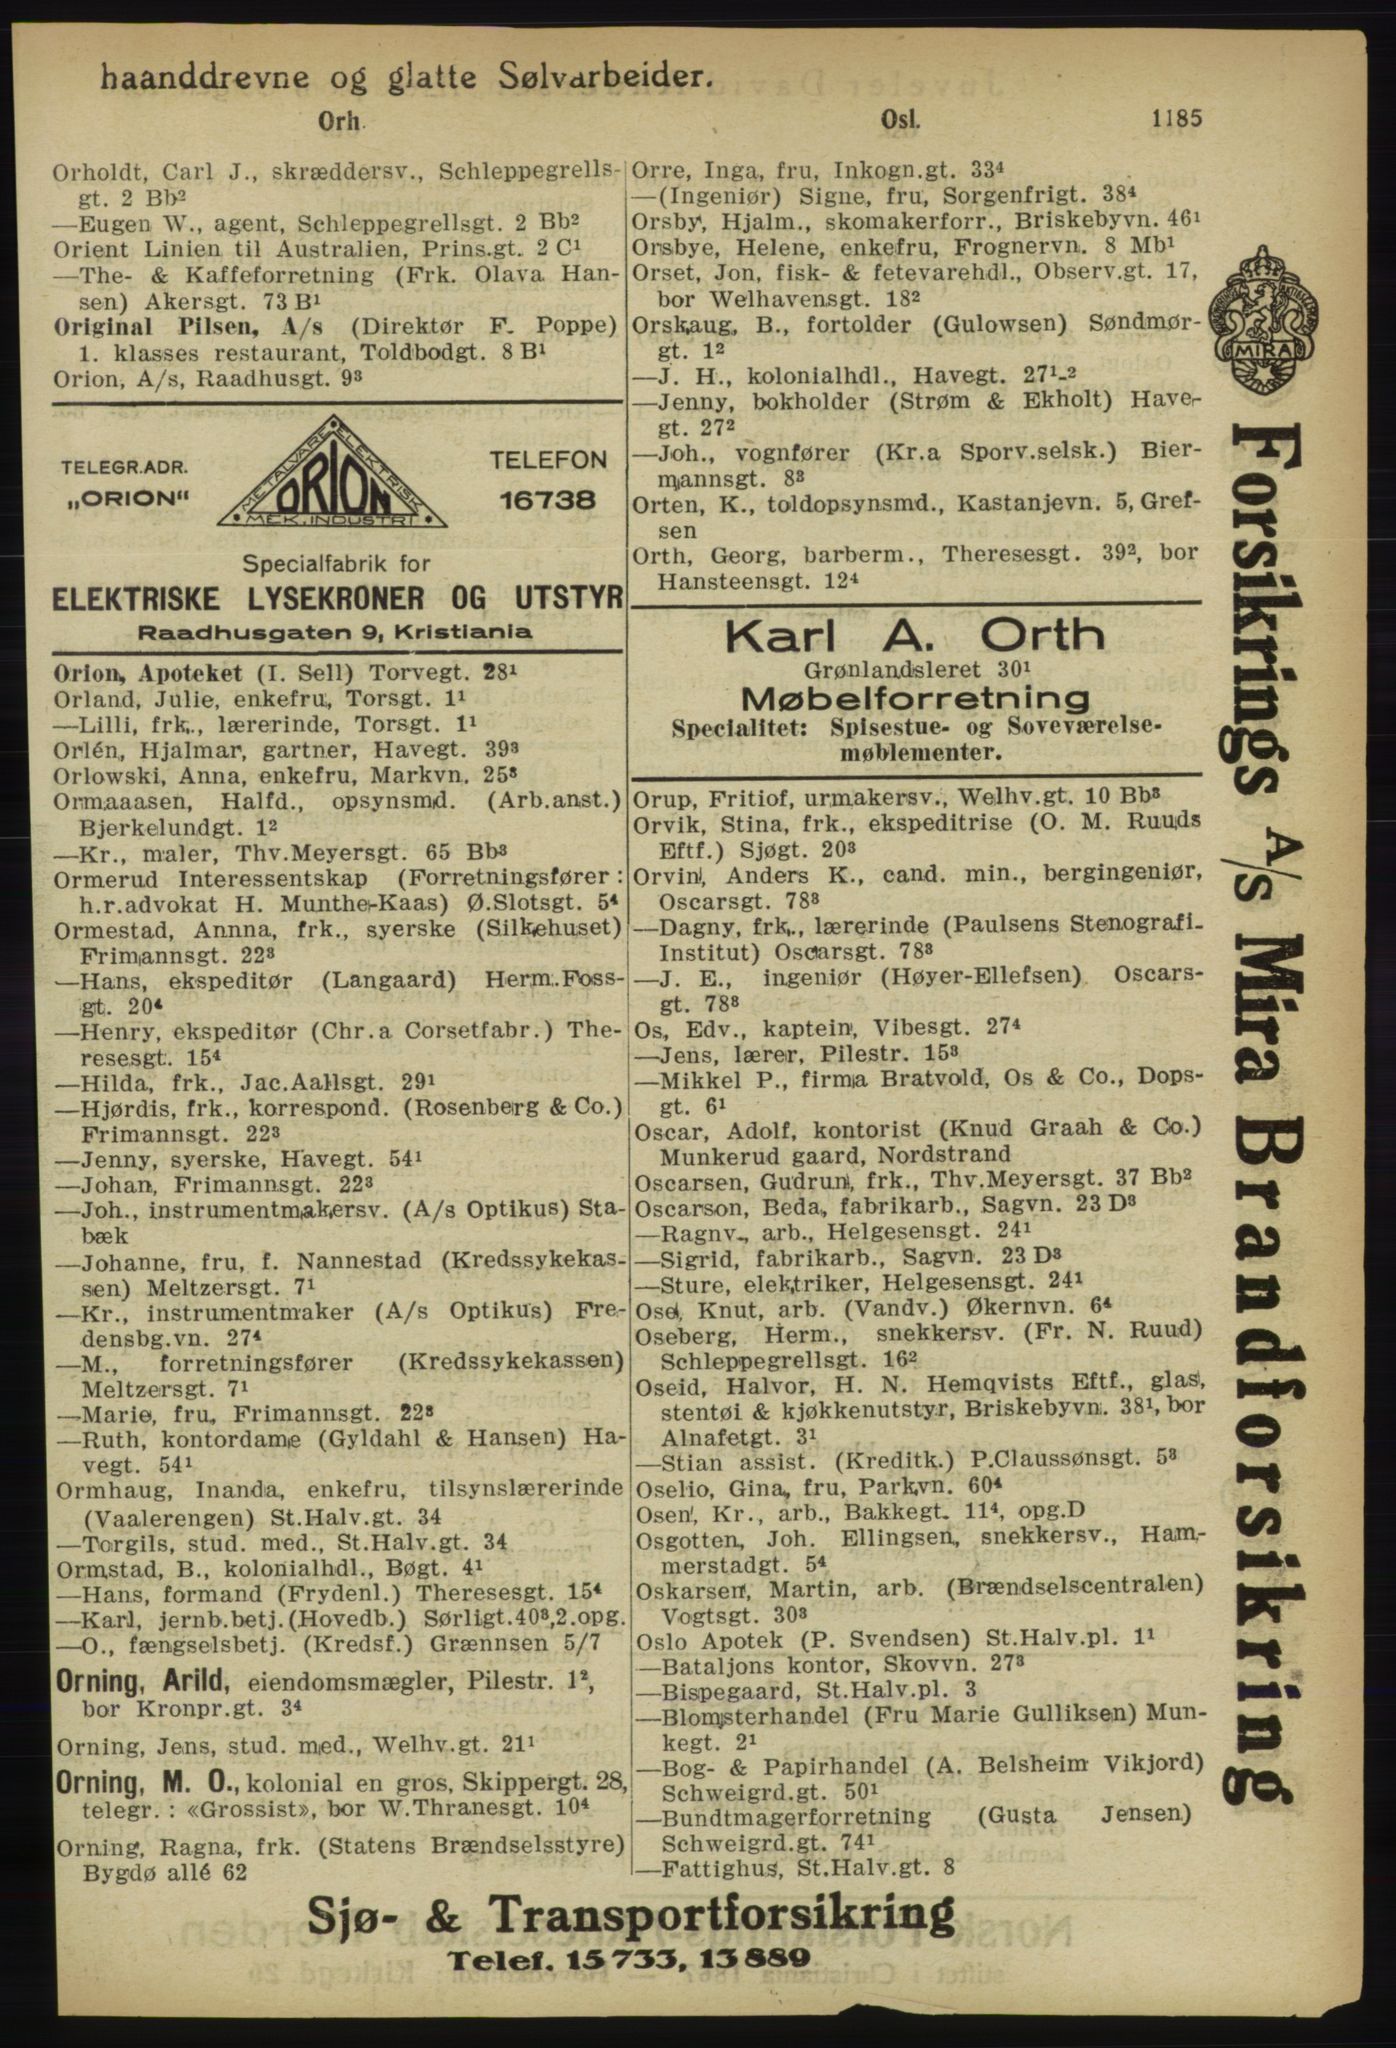 haanddrevne og glatte Sølvarbeider.
Orh. Osl. 1185
Orholdt, Carl J., skræddersv., Schleppegrells-
gt. 2 Bb²
—Eugen W., agent, Schleppegrellsgt. 2 Bb²
Orient Linien til Australien, Prins.gt. 2 C¹
—The- & Kaffeforretning (Frk. Olava Han-
sen) Akersgt. 73 B¹
Original Pilsen, A/s (Direktør F. Poppe)
1. klasses restaurant, Toldbodgt. 8 B¹
Orion, A/s, Raadhusgt. 9³
TELEGR.ADR.
„ORION“
METALVARE ELEKTRISK
ORION
MEK. INDUSTRI
TELEFON
16738
Specialfabrik for
ELEKTRISKE LYSEKRONER OG UTSTYR
Raadhusgaten 9, Kristiania
Orion, Apoteket (I. Sell) Torvegt. 28¹
Orland, Julie, enkefru, Torsgt. 1¹
—Lilli, frk., lærerinde, Torsgt. 1¹
Orlén, Hjalmar, gartner, Havegt. 39³
Orlowski, Anna, enkefru, Markvn. 25³
Ormaaasen, Halfd., opsynsmd. (Arb.anst.)
Bjerkelundgt. 1²
—Kr., maler, Thv.Meyersgt. 65 Bb³
Ormerud Interessentskap (Forretningsfører:
h.r.advokat H. Munthe-Kaas) Ø.Slotsgt. 5⁴
Ormestad, Annna, frk., syerske (Silkehuset)
Frimannsgt. 22³
—Hans, ekspeditør (Langaard) Herm.Foss-
gt. 20⁴
—Henry, ekspeditør (Chr.a Corsetfabr.) The-
resesgt. 15⁴
—Hilda, frk., Jac.Aallsgt. 29¹
—Hjørdis, frk., korrespond. (Rosenberg & Co.)
Frimannsgt. 22³
—Jenny, syerske, Havegt. 54¹
—Johan, Frimannsgt. 22³
—Joh., instrumentmakersv. (A/s Optikus) Sta-
bæk
—Johanne, fru, f. Nannestad (Kredssykekas-
sen) Meltzersgt. 7¹
—Kr., instrumentmaker (A/s Optikus) Fre-
densbg.vn. 27⁴
—M., forretningsfører (Kredssykekassen)
Meltzersgt. 7¹
—Marie, fru, Frimannsgt. 22³
—Ruth, kontordame (Gyldahl & Hansen) Ha-
vegt. 54¹
Ormhaug, Inanda, enkefru, tilsynslærerinde
(Vaalerengen) St.Halv.gt. 34
—Torgils, stud. med., St.Halv.gt. 34
Ormstad, B., kolonialhdl., Bøgt. 4¹
—Hans, formand (Frydenl.) Theresesgt. 15⁴
—Karl, jernb.betj.(Hovedb.) Sørligt.40³,2.opg.
—O., fængselsbetj. (Kredsf.) Grænnsen 5/7
Orning, Arild, eiendomsmægler, Pilestr. 1²,
bor Kronpr.gt. 3⁴
Orning, Jens, stud. med., Welhv.gt. 21¹
Orning, M. O., kolonial en gros, Skippergt. 28,
telegr.: «Grossist», bor W.Thranesgt. 10⁴
Orning, Ragna, frk. (Statens Brændselsstyre)
Bygdø allé 62
Orre, Inga, fru, Inkogn.gt. 33⁴
—(Ingeniør) Signe, fru, Sorgenfrigt. 38⁴
Orsby, Hjalm., skomakerforr., Briskebyvn. 46¹
Orsbye, Helene, enkefru, Frognervn. 8 Mb¹
Orset, Jon, fisk- & fetevarehdl., Observ.gt. 17,
bor Welhavensgt. 18²
Orskaug, B., fortolder (Gulowsen) Søndmør-
gt. 1²
—J. H., kolonialhdl., Havegt. 27¹-²
—Jenny, bokholder (Strøm & Ekholt) Have-
gt. 27²
—Joh., vognfører (Kr.a Sporv.selsk.) Bier-
mannsgt. 8³
Orten, K., toldopsynsmd., Kastanjevn. 5, Gref-
sen
Orth, Georg, barberm., Theresesgt. 39², bor
Hansteensgt. 12⁴
Karl A. Orth
Grønlandsleret 30¹
Møbelforretning
Specialitet: Spisestue- og Soveværelse-
møblementer.
Orup, Fritiof, urmakersv., Welhv.gt. 10 Bb³
Orvik, Stina, frk., ekspeditrise (O. M. Ruuds
Eftf.) Sjøgt. 20³
Orvin, Anders K., cand. min., bergingeniør,
Oscarsgt. 78³
—Dagny, frk., lærerinde (Paulsens Stenografi-
Institut) Oscarsgt. 78³
—J. E., ingeniør (Høyer-Ellefsen) Oscars-
gt. 78³
Os, Edv., kaptein, Vibesgt. 27⁴
—Jens, lærer, Pilestr. 15³
—Mikkel P., firma Bratvold, Os & Co., Dops-
gt. 6¹
Oscar, Adolf, kontorist (Knud Graah & Co.)
Munkerud gaard, Nordstrand
Oscarsen, Gudrun, frk., Thv.Meyersgt. 37 Bb²
Oscarson, Beda, fabrikarb., Sagvn. 23 D³
—Ragnv., arb., Helgesensgt. 24¹
—Sigrid, fabrikarb., Sagvn. 23 D³
—Sture, elektriker, Helgesensgt. 24¹
Ose, Knut, arb. (Vandv.) Økernvn. 6⁴
Oseberg, Herm., snekkersv. (Fr. N. Ruud)
Schleppegrellsgt. 16²
Oseid, Halvor, H. N. Hemqvists Eftf., glas,
stentøi & kjøkkenutstyr, Briskebyvn. 38¹, bor
Alnafetgt. 3¹
—Stian assist. (Kreditk.) P.Claussønsgt. 5³
Oselio, Gina, fru, Parkvn. 60⁴
Osen, Kr., arb., Bakkegt. 11⁴, opg.D
Osgotten, Joh. Ellingsen, snekkersv., Ham-
merstadgt. 5⁴
Oskarsen, Martin, arb. (Brændselscentralen)
Vogtsgt. 30³
Oslo Apotek (P. Svendsen) St.Halv.pl. 1¹
—Bataljons kontor, Skovvn. 27³
—Bispegaard, St.Halv.pl. 3
—Blomsterhandel (Fru Marie Gulliksen) Mun-
kegt. 2¹
—Bog- & Papirhandel (A. Belsheim Vikjord)
Schweigrd.gt. 50¹
—Bundtmagerforretning (Gusta Jensen)
Schweigrd.gt. 74¹
—Fattighus, St.Halv.gt. 8
MIRA
Forsikrings A/s Mira Brandforsikring
Sjø- & Transportforsikring
Telef. 15733, 13889